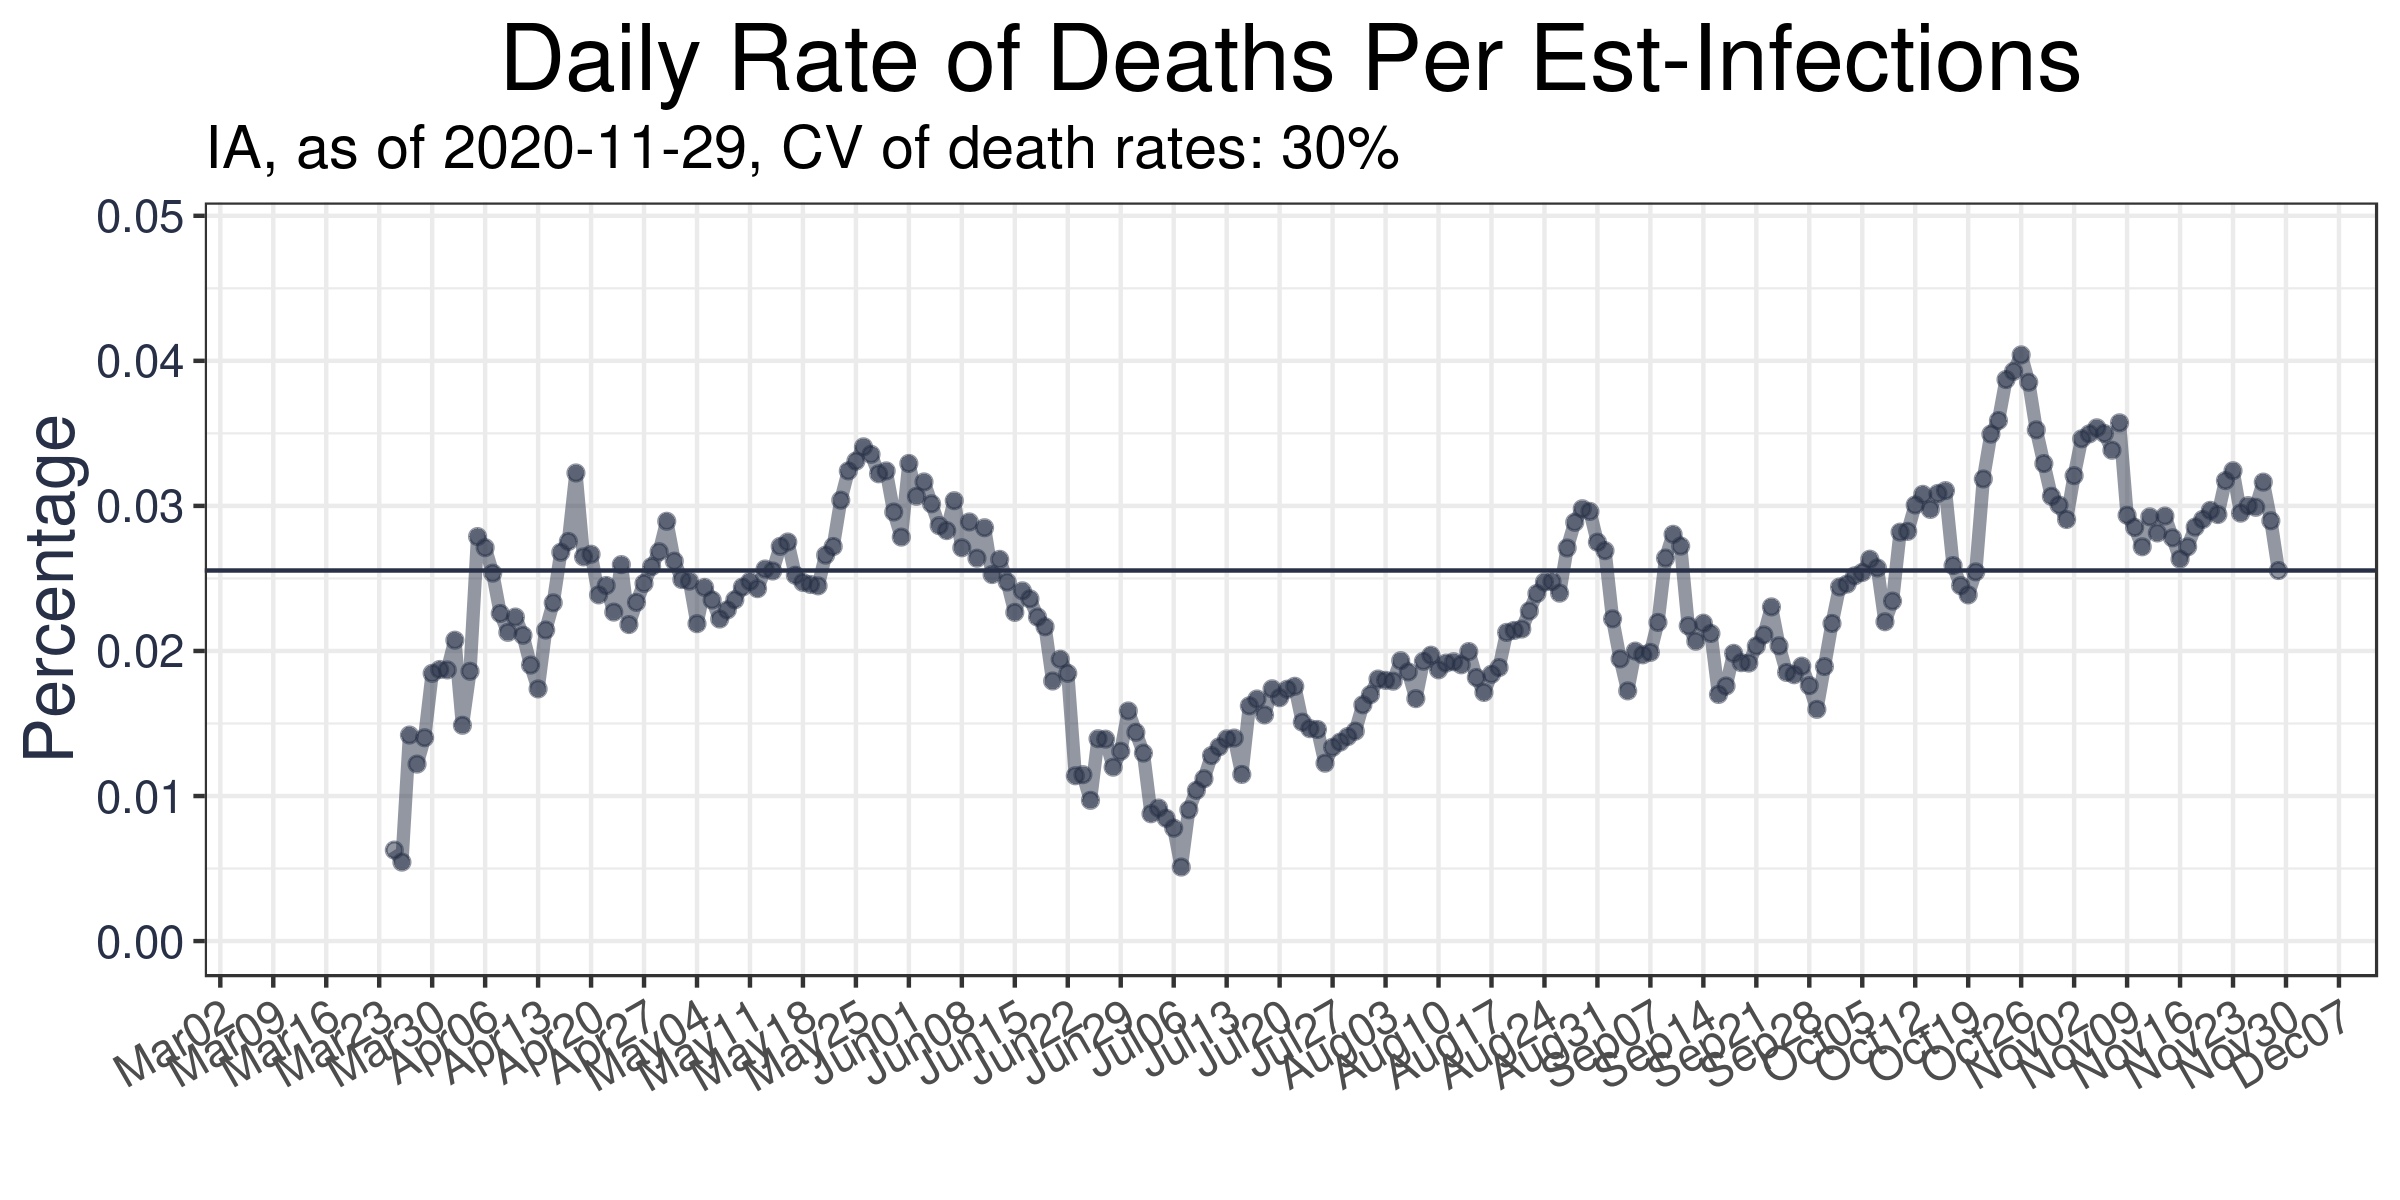 Daily Rate of Deaths Per Est-Infections
IA, as of 2020-11-29, CV of death rates: 30%
Percentage
0.05
0.04
0.03
0.02
0.01
0.00
Mar02
Mar09
Mar16
Mar23
Mar30
Apr06
Apr13
Apr20
Apr27
May04
May11
May18
May25
Jun01
Jun08
Jun15
Jun22
Jun29
Jul06
Jul13
Jul20
Jul27
Aug03
Aug10
Aug17
Aug24
Aug31
Sep07
Sep14
Sep21
Sep28
Oct05
Oct12
Oct19
Oct26
Nov02
Nov09
Nov16
Nov23
Nov30
Dec07